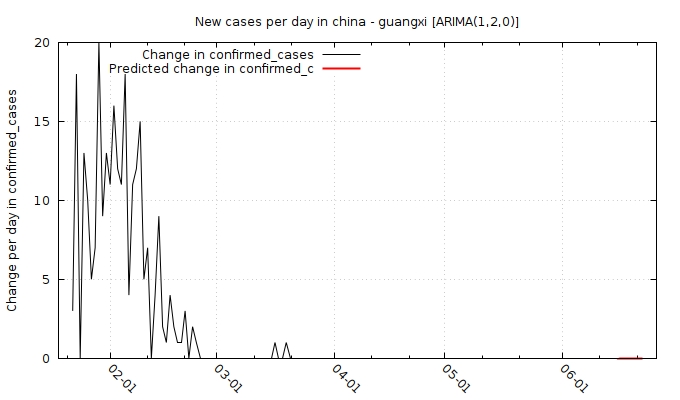 New cases per day in china - guangxi [ARIMA(1,2,0)]
Change in confirmed_cases
Predicted change in confirmed_c
Change per day in confirmed_cases
20
15
10
5
0
02-01
03-01
04-01
05-01
06-01